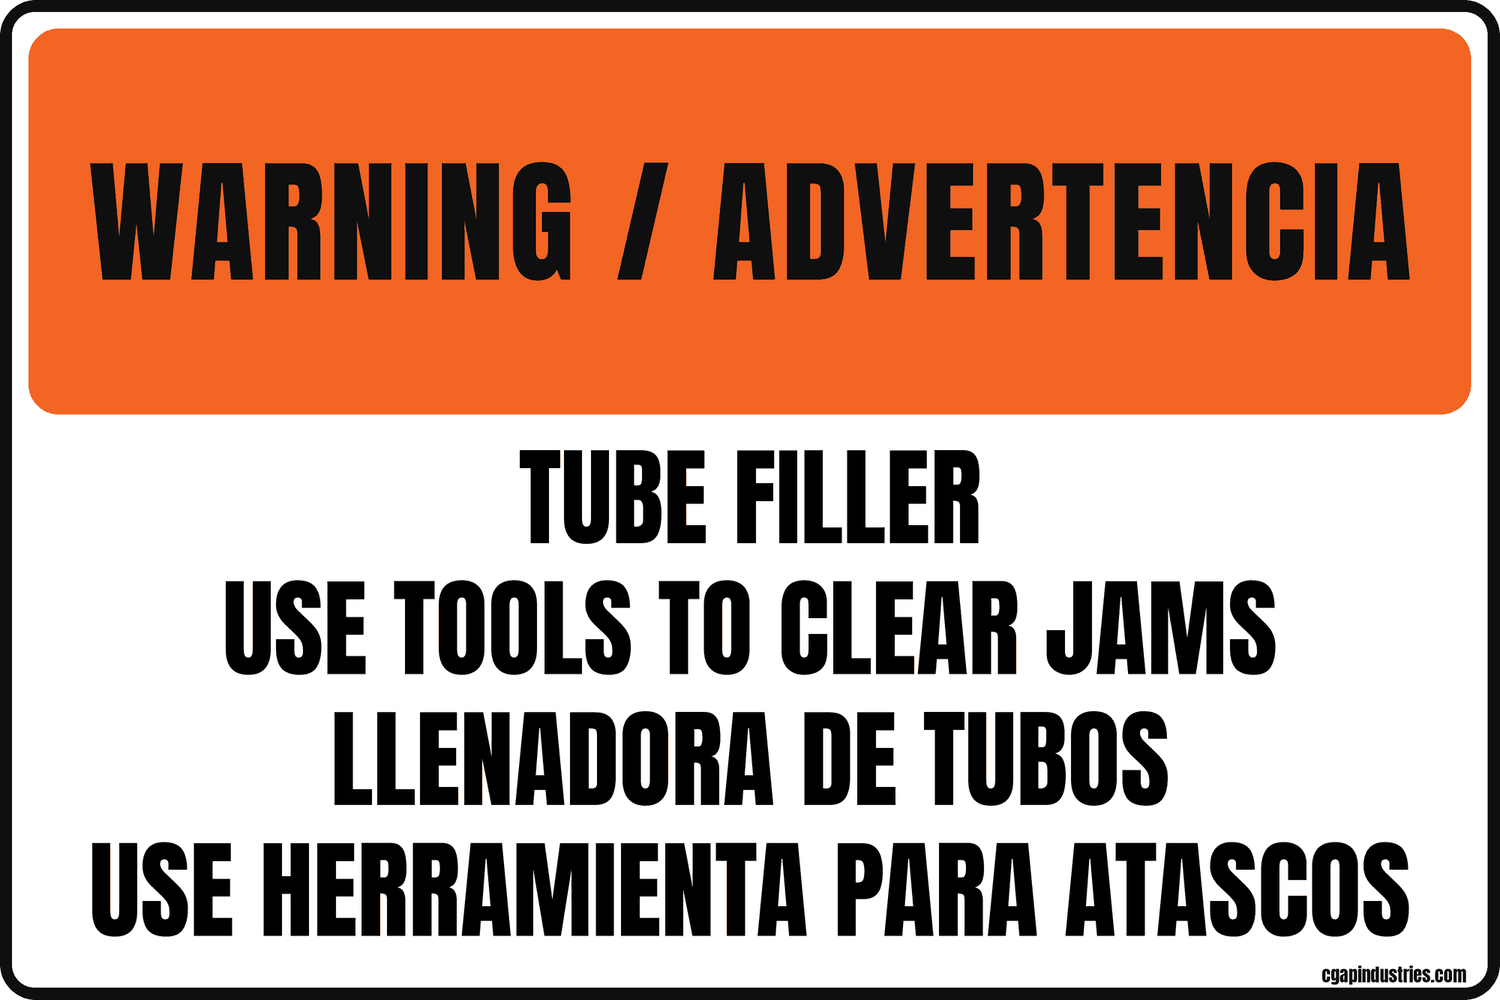 WARNING / ADVERTENCIA
TUBE FILLER
USE TOOLS TO CLEAR JAMS
LLENADORA DE TUBOS
USE HERRAMIENTA PARA ATASCOS
cgapindustries.com